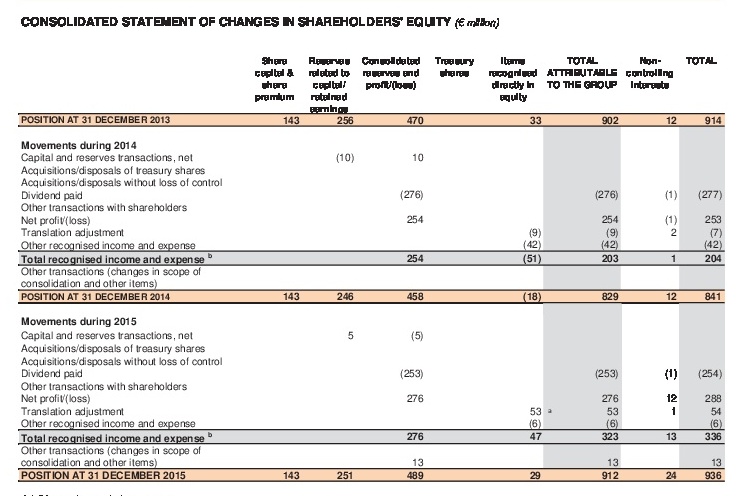 CONSOLIDATED STATEMENT OF CHANGES IN SHAREHOLDERS' EQUITY (€ million)
Share capital & share premium Reserves related to capital/ retained earnings Consolidated reserves and profit/(loss) Treasury shares Items recognised directly in equity TOTAL ATTRIBUTABLE TO THE GROUP Non-controlling interests TOTAL
POSITION AT 31 DECEMBER 2013 143 256 470 33 902 12 914
Movements during 2014
Capital and reserves transactions, net (10) 10
Acquisitions/disposals of treasury shares
Acquisitions/disposals without loss of control
Dividend paid (276) (276) (1) (277)
Other transactions with shareholders
Net profit/(loss) 254 254 (1) 253
Translation adjustment (9) (9) 2 (7)
Other recognised income and expense (42) (42) (42)
Total recognised income and expense b 254 (51) 203 1 204
Other transactions (changes in scope of
consolidation and other items)
POSITION AT 31 DECEMBER 2014 143 246 458 (18) 829 12 841
Movements during 2015
Capital and reserves transactions, net 5 (5)
Acquisitions/disposals of treasury shares
Acquisitions/disposals without loss of control
Dividend paid (253) (253) (1) (254)
Other transactions with shareholders
Net profit/(loss) 276 276 12 288
Translation adjustment 53 a 53 1 54
Other recognised income and expense (6) (6) (6)
Total recognised income and expense b 276 47 323 13 336
Other transactions (changes in scope of
consolidation and other items) 13 13 13
POSITION AT 31 DECEMBER 2015 143 251 489 29 912 24 936